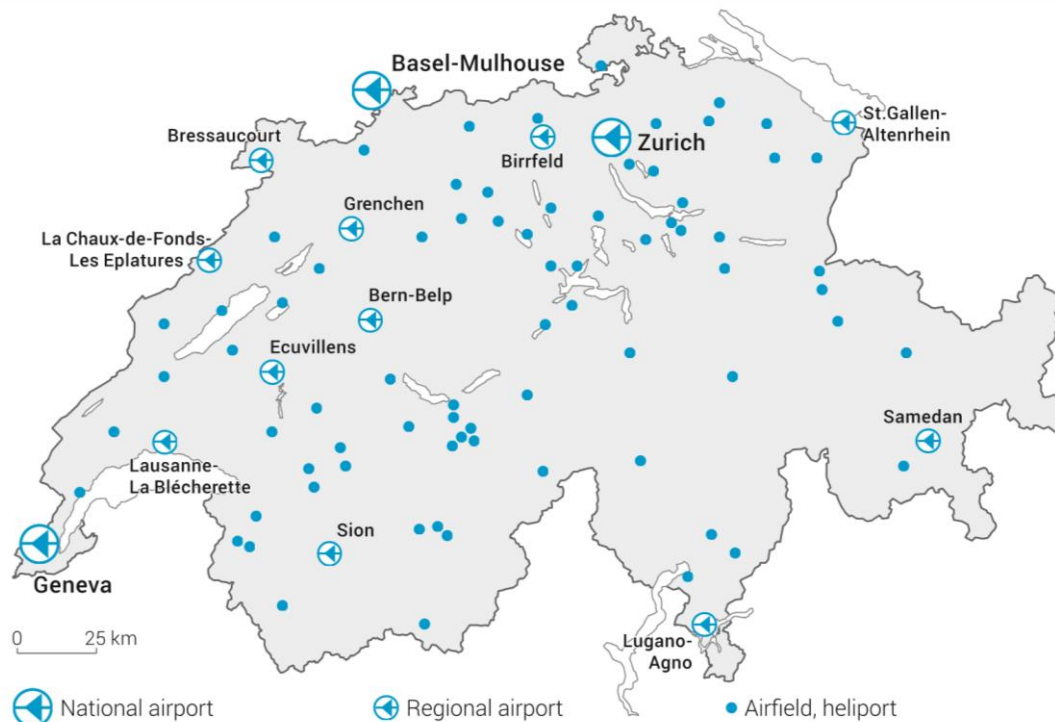 Basel-Mulhouse
Bressaucourt
Birrfeld
Zurich
St.Gallen-
Altenrhein
Grenchen
La Chaux-de-Fonds-
Les Eplatures
Bern-Belp
Ecuvillens
Samedan
Lausanne-
La Blécherette
Sion
Geneva
0 25 km
Lugano-
Agno
National airport
Regional airport
Airfield, heliport